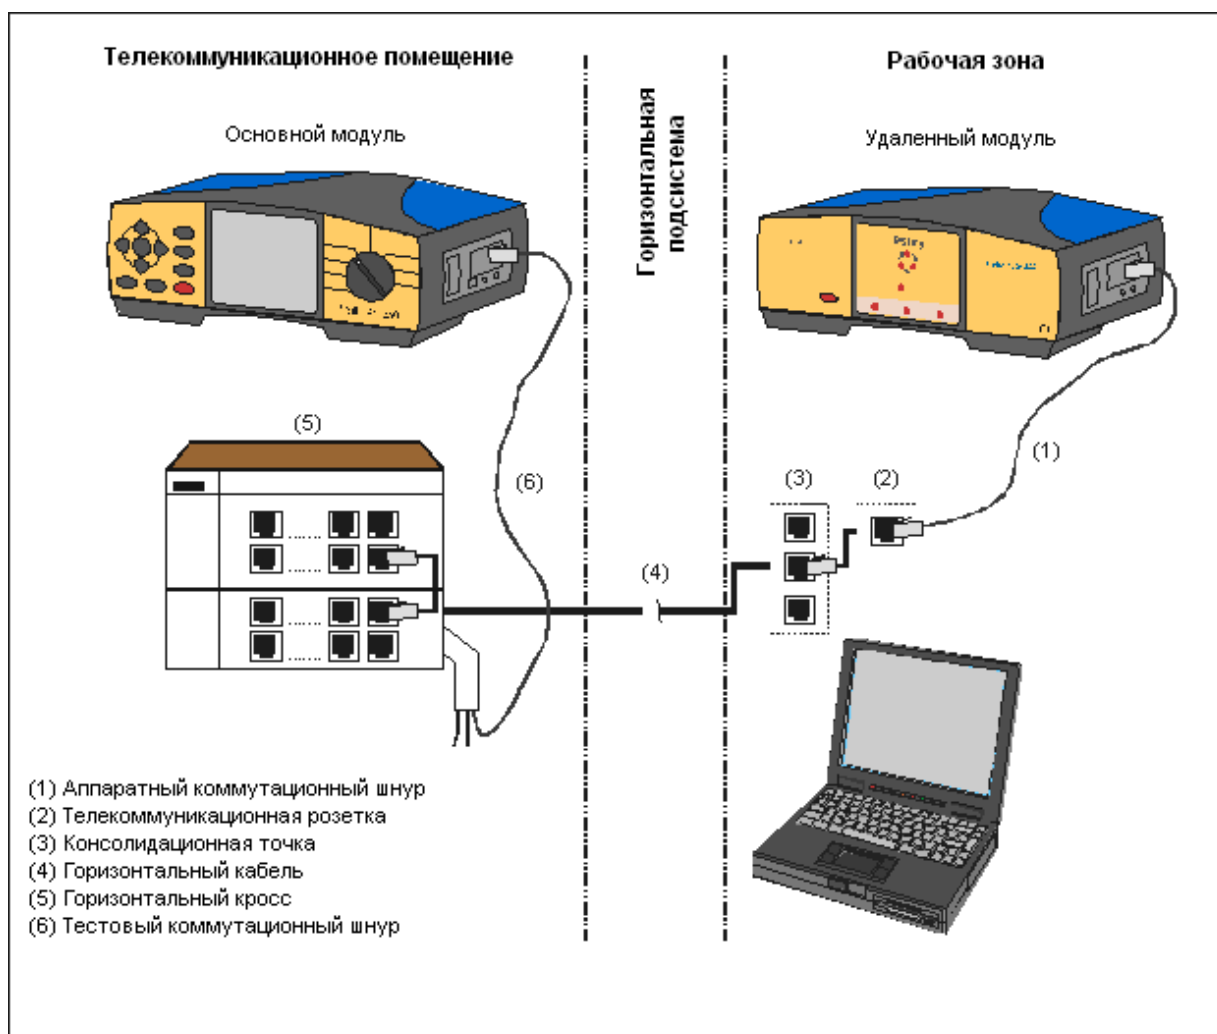 Телекоммуникационное помещение
Рабочая зона
Горизонтальная
подсистема
Основной модуль
Удаленный модуль
(5)
(6)
(4)
(3)
(2)
(1)
(1) Аппаратный коммутационный шнур
(2) Телекоммуникационная розетка
(3) Консолидационная точка
(4) Горизонтальный кабель
(5) Горизонтальный кросс
(6) Тестовый коммутационный шнур